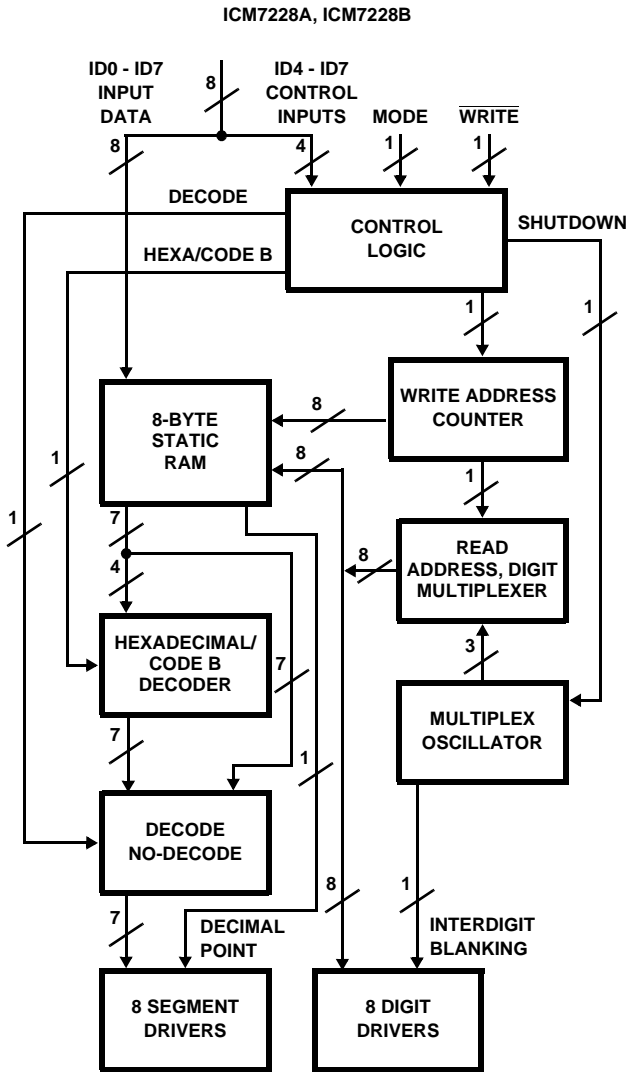 ICM7228A, ICM7228B
ID0 - ID7
INPUT
DATA
8
ID4 - ID7
CONTROL
INPUTS
MODE
WRITE
8
4
1
1
DECODE
HEXA/CODE B
CONTROL
LOGIC
SHUTDOWN
1
1
8-BYTE
STATIC
RAM
8
WRITE ADDRESS
COUNTER
8
1
1
1
7
4
8
READ
ADDRESS, DIGIT
MULTIPLEXER
HEXADECIMAL/
CODE B
DECODER
7
3
7
1
MULTIPLEX
OSCILLATOR
DECODE
NO-DECODE
8
1
7
DECIMAL
POINT
INTERDIGIT
BLANKING
8 SEGMENT
DRIVERS
8 DIGIT
DRIVERS